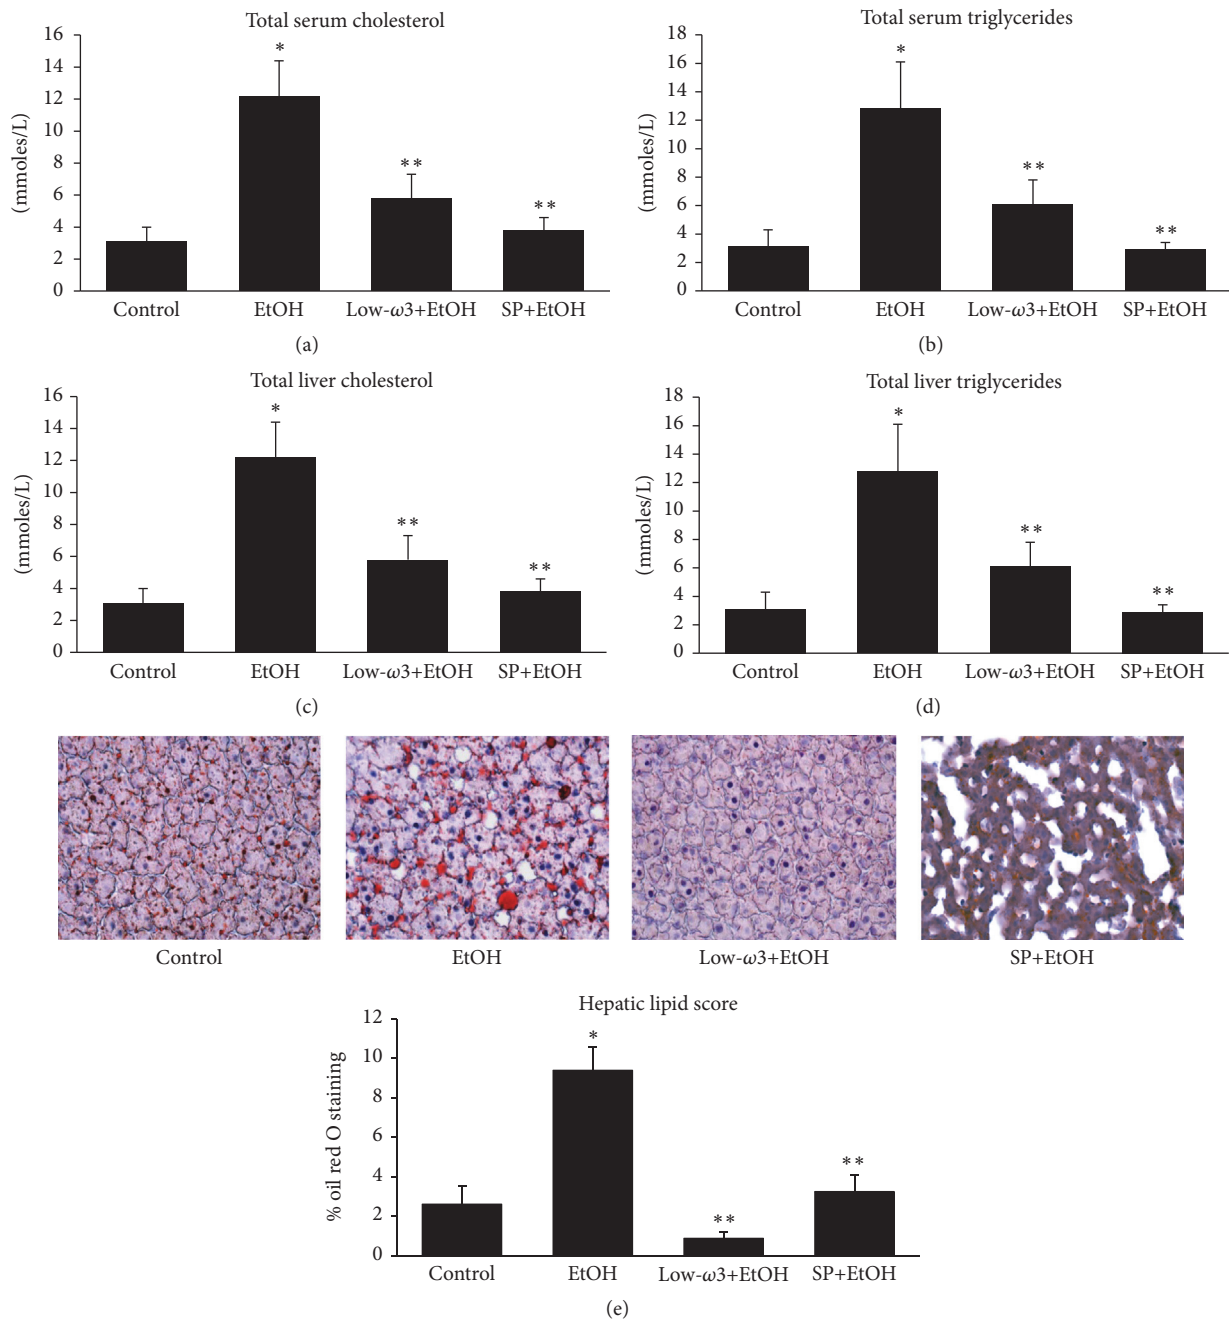 Total serum cholesterol
16
14
12
10
8
6
4
2
0
(mmoles/L)
*
**
**
Control EtOH Low-ω3+EtOH SP+EtOH
(a)
Total serum triglycerides
18
16
14
12
10
8
6
4
2
0
(mmoles/L)
*
**
**
Control EtOH Low-ω3+EtOH SP+EtOH
(b)
Total liver cholesterol
16
14
12
10
8
6
4
2
0
(mmoles/L)
*
**
**
Control EtOH Low-ω3+EtOH SP+EtOH
(c)
Total liver triglycerides
18
16
14
12
10
8
6
4
2
0
(mmoles/L)
*
**
**
Control EtOH Low-ω3+EtOH SP+EtOH
(d)
Control EtOH Low-ω3+EtOH SP+EtOH
Hepatic lipid score
12
10
8
6
4
2
0
% oil red O staining
*
**
**
Control EtOH Low-ω3+EtOH SP+EtOH
(e)